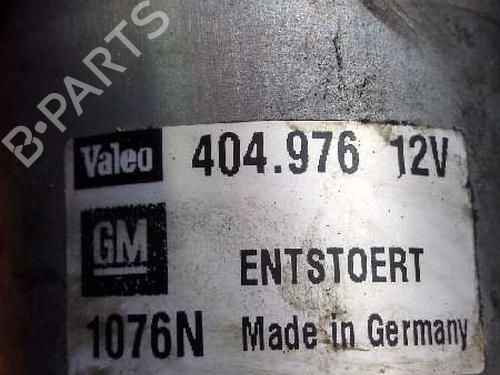 B-PARTS
Valeo 404.976 12V
GM ENTSTOERT
1076N Made in Germany